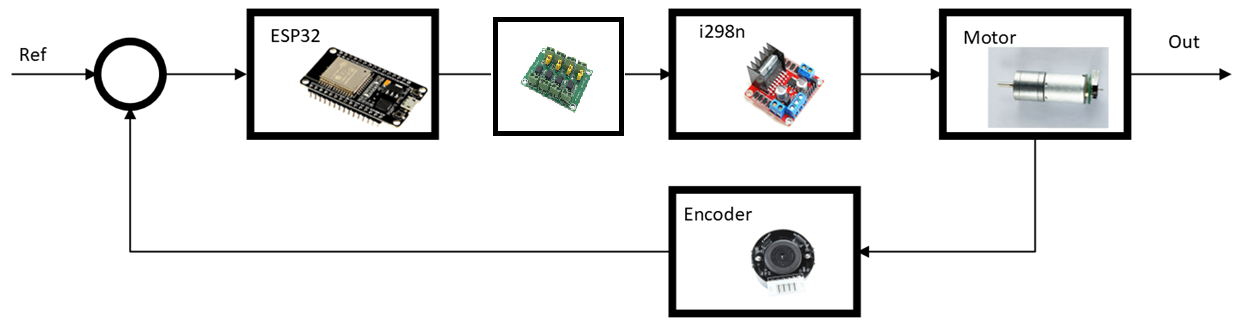 Ref
ESP32
i298n
Motor
Out
Encoder